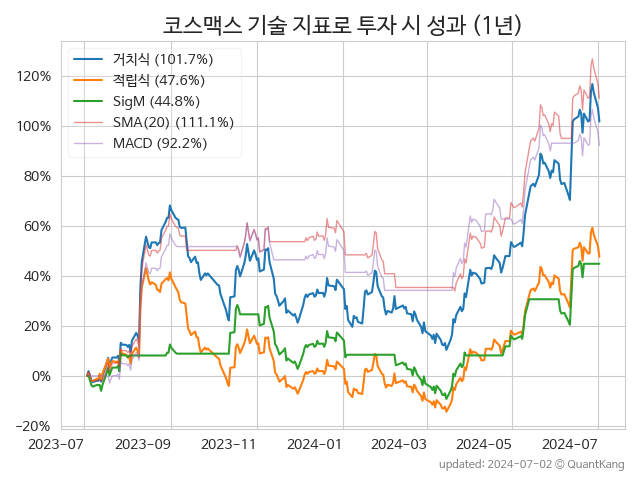 코스맥스 기술 지표로 투자 시 성과 (1년)
거치식 (101.7%)
적립식 (47.6%)
SigM (44.8%)
SMA(20) (111.1%)
MACD (92.2%)
120%
100%
80%
60%
40%
20%
0%
−20%
2023-07
2023-09
2023-11
2024-01
2024-03
2024-05
2024-07
updated: 2024-07-02 © QuantKang